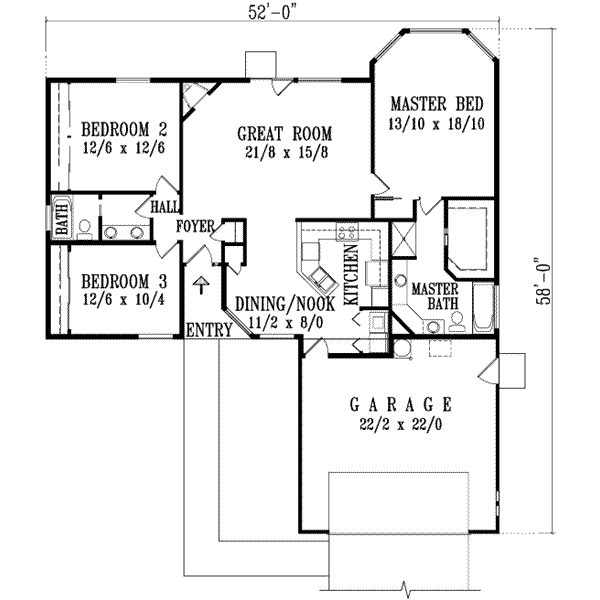 52'-0"
MASTER BED
13/10 x 18/10
BEDROOM 2
12/6 x 12/6
GREAT ROOM
21/8 x 15/8
HALL
BATH
FOYER
KITCHEN
BEDROOM 3
12/6 x 10/4
MASTER
BATH
58'-0"
DINING/NOOK
11/2 x 8/0
ENTRY
GARAGE
22/2 x 22/0